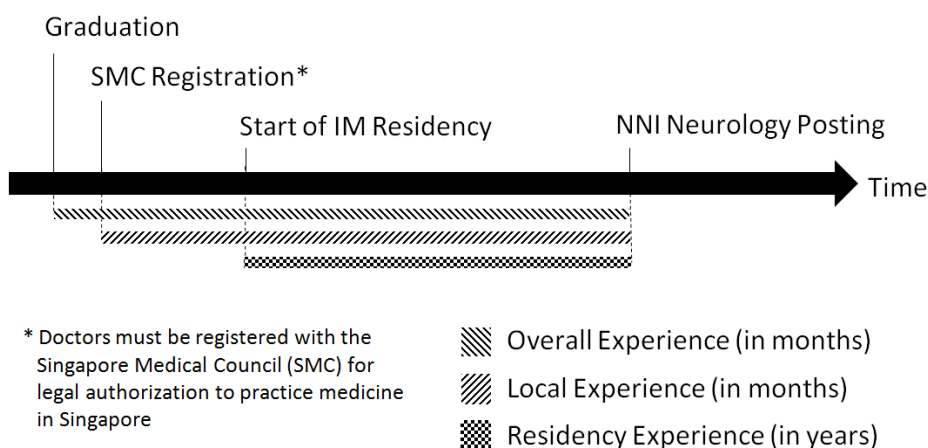 Graduation
SMC Registration*
Start of IM Residency
NNI Neurology Posting
Time
* Doctors must be registered with the
Singapore Medical Council (SMC) for
legal authorization to practice medicine
in Singapore
Overall Experience (in months)
Local Experience (in months)
Residency Experience (in years)